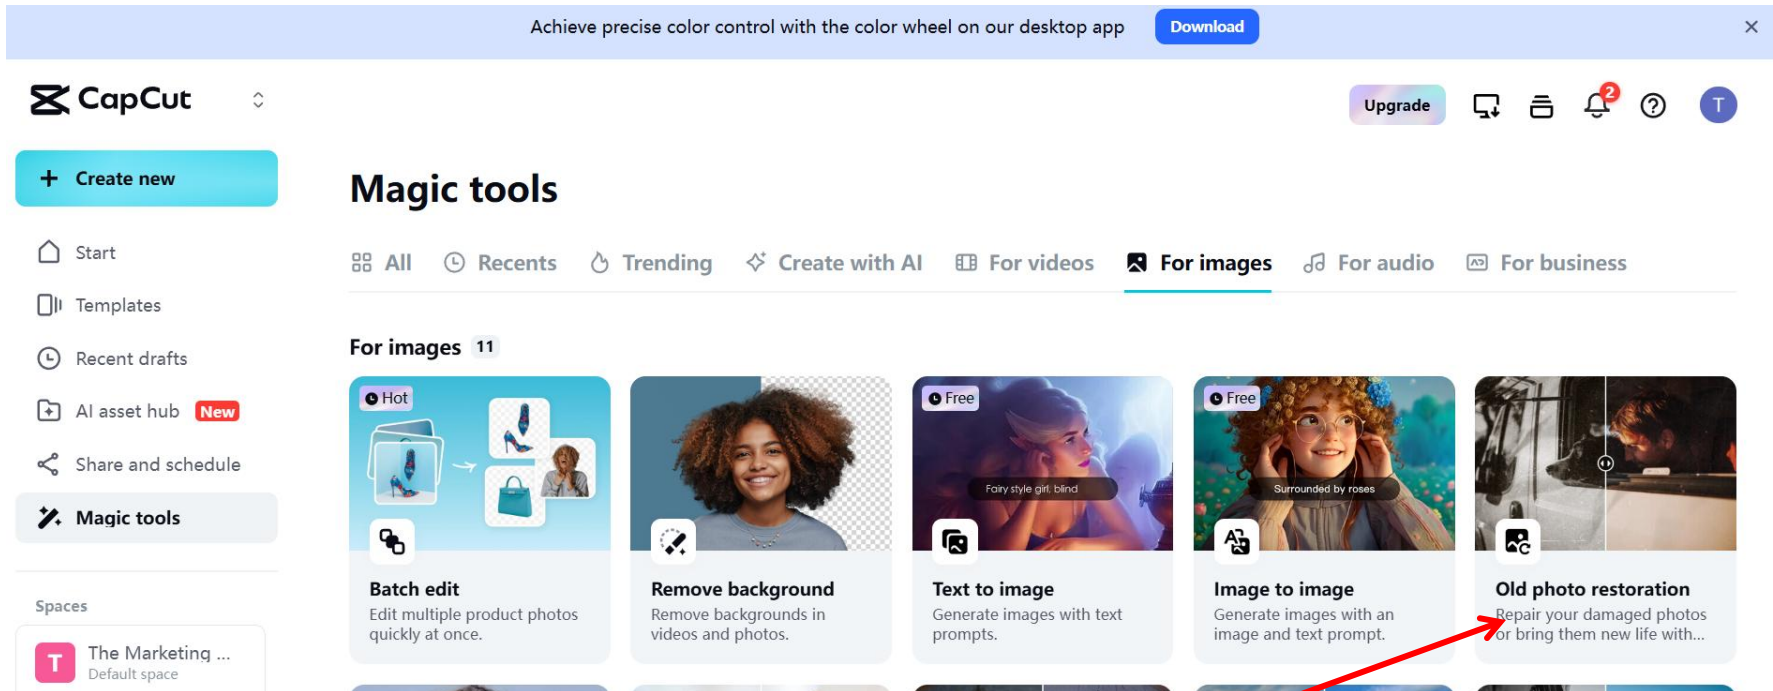 Achieve precise color control with the color wheel on our desktop app
Download
CapCut
Upgrade
2
T
Create new
Start
Templates
Recent drafts
AI asset hub New
Share and schedule
Magic tools
Spaces
T
The Marketing ...
Default space
Magic tools
All
Recents
Trending
Create with AI
For videos
For images
For audio
For business
For images 11
Hot
Batch edit
Edit multiple product photos
quickly at once.
Remove background
Remove backgrounds in
videos and photos.
Free
Fairy style girl, blind
Text to image
Generate images with text
prompts.
Free
Surrounded by roses
Image to image
Generate images with an
image and text prompt.
Old photo restoration
Repair your damaged photos
or bring them new life with...